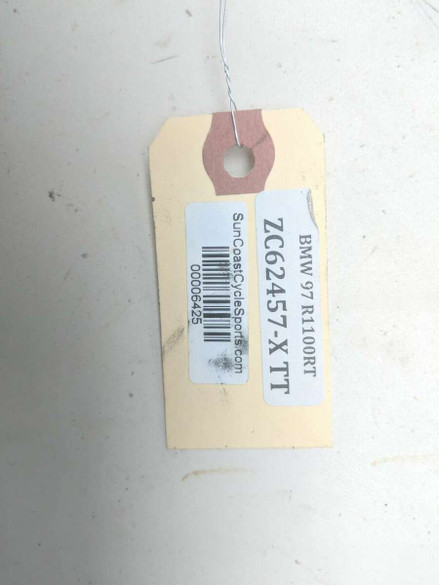 BMW 97 R1100RT
ZC62457-X TT
SunCoastCycleSports.com
00006425